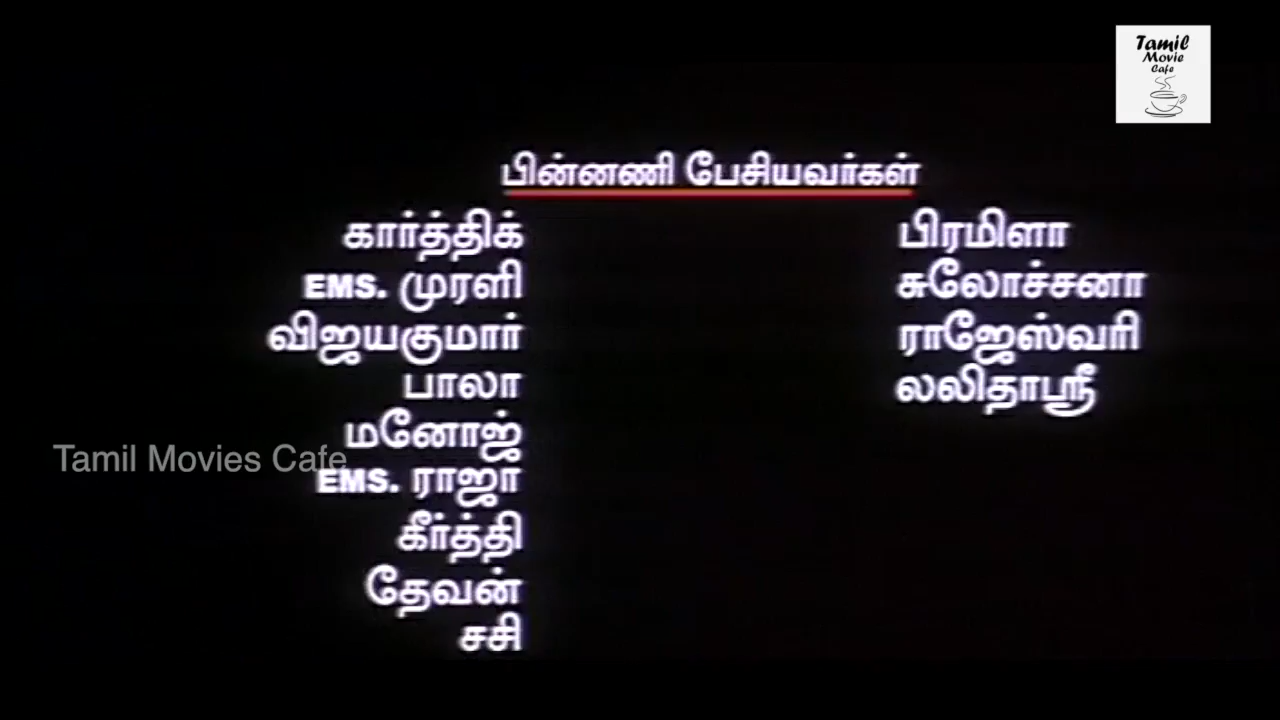 Tamil
Movie
Cafe
பின்னணி பேசியவர்கள்
கார்த்திக்
EMS. முரளி
விஜயகுமார்
பாலா
மனோஜ்
EMS. ராஜா
கீர்த்தி
தேவன்
சசி
பிரமிளா
சுலோச்சனா
ராஜேஸ்வரி
லலிதாஸ்ரீ
Tamil Movies Cafe